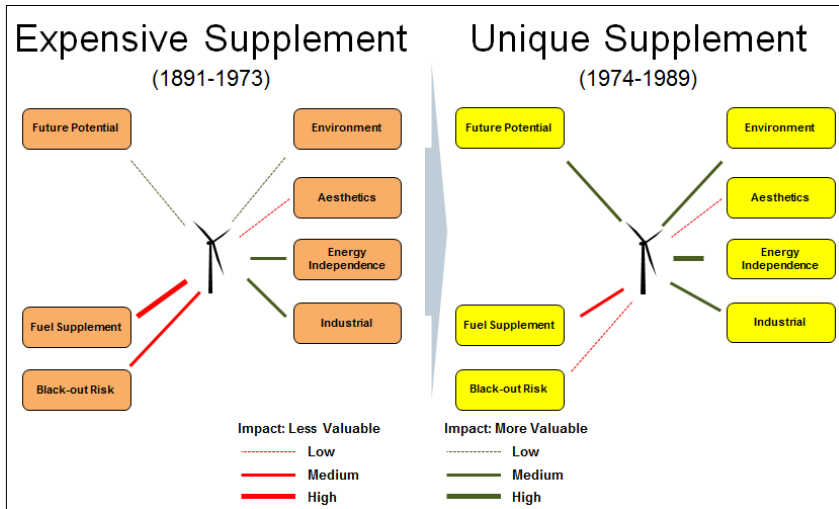 Expensive Supplement
(1891-1973)
Future Potential
Environment
Aesthetics
Energy
Independence
Fuel Supplement
Industrial
Black-out Risk
Unique Supplement
(1974-1989)
Future Potential
Environment
Aesthetics
Energy
Independence
Fuel Supplement
Industrial
Black-out Risk
Impact: Less Valuable
Low
Medium
High
Impact: More Valuable
Low
Medium
High